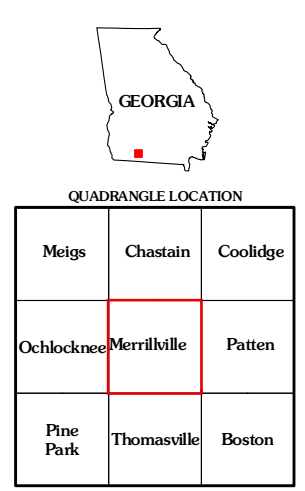 GEORGIA
QUADRANGLE LOCATION
Meigs Chastain Coolidge
Ochlocknee Merrillville Patten
Pine
Park Thomasville Boston